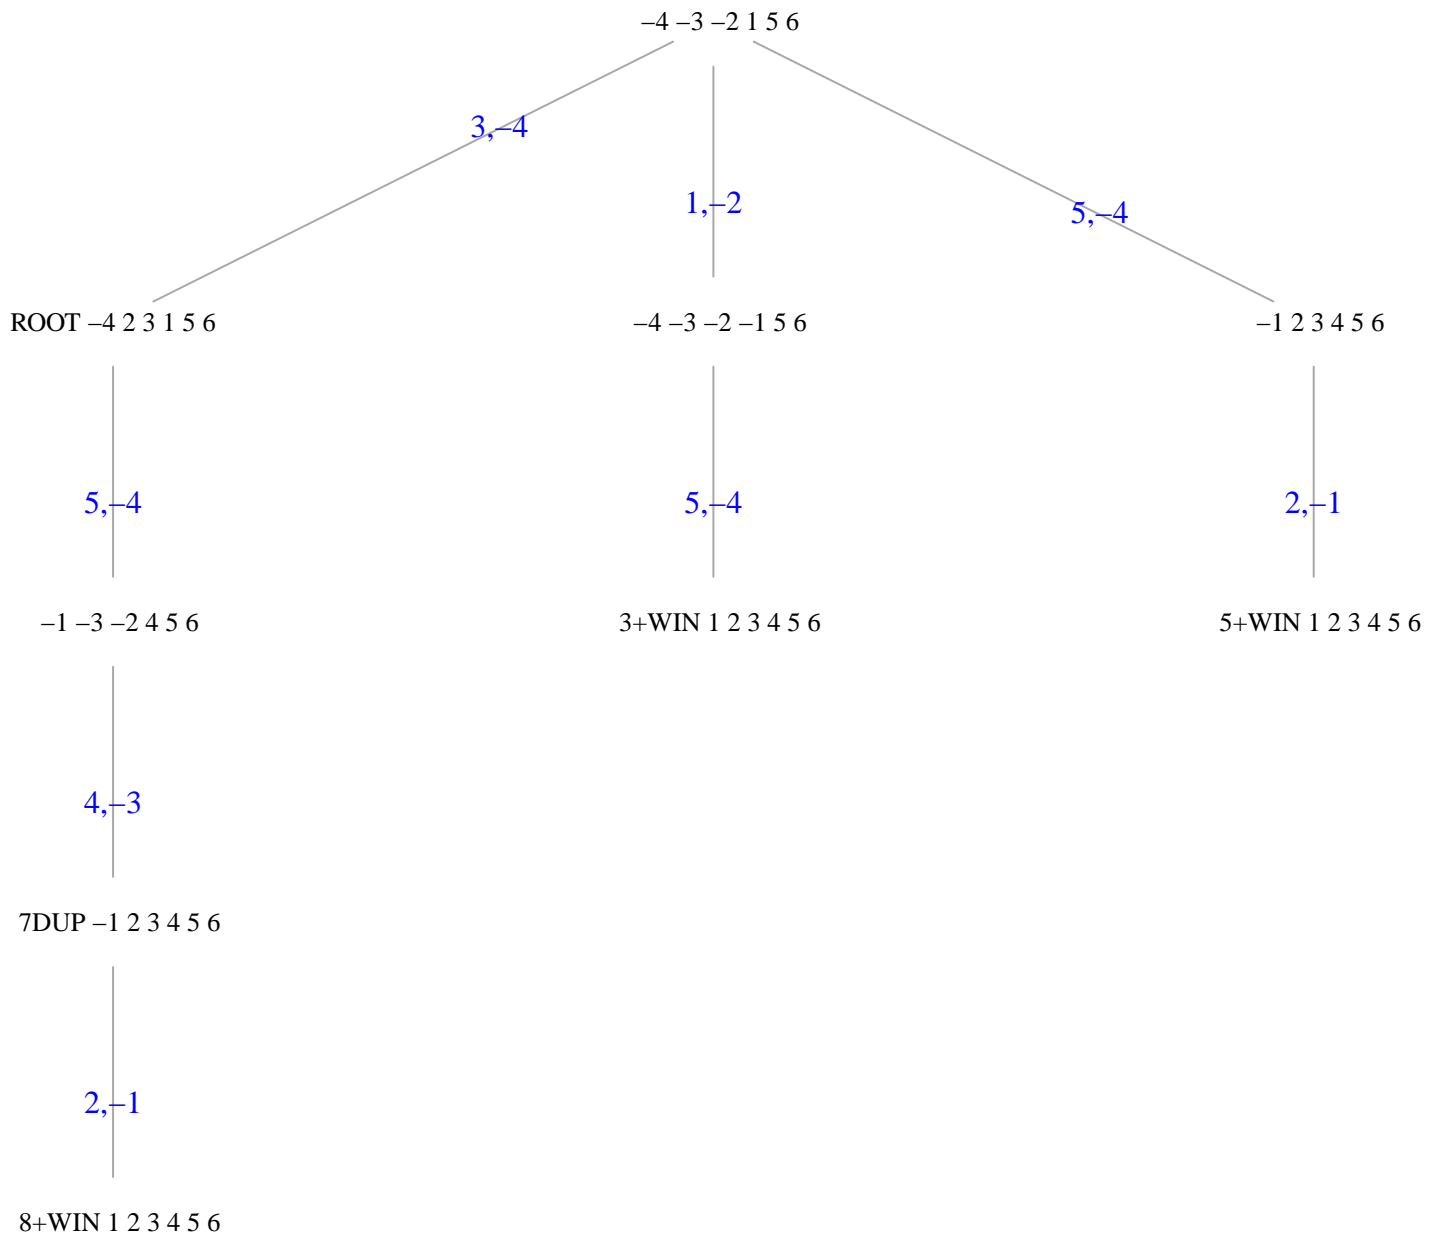 –4 –3 –2 1 5 6
3,–4
1,–2
5,–4
ROOT –4 2 3 1 5 6
–4 –3 –2 –1 5 6
–1 2 3 4 5 6
5,–4
5,–4
2,–1
–1 –3 –2 4 5 6
3+WIN 1 2 3 4 5 6
5+WIN 1 2 3 4 5 6
4,–3
7DUP –1 2 3 4 5 6
2,–1
8+WIN 1 2 3 4 5 6